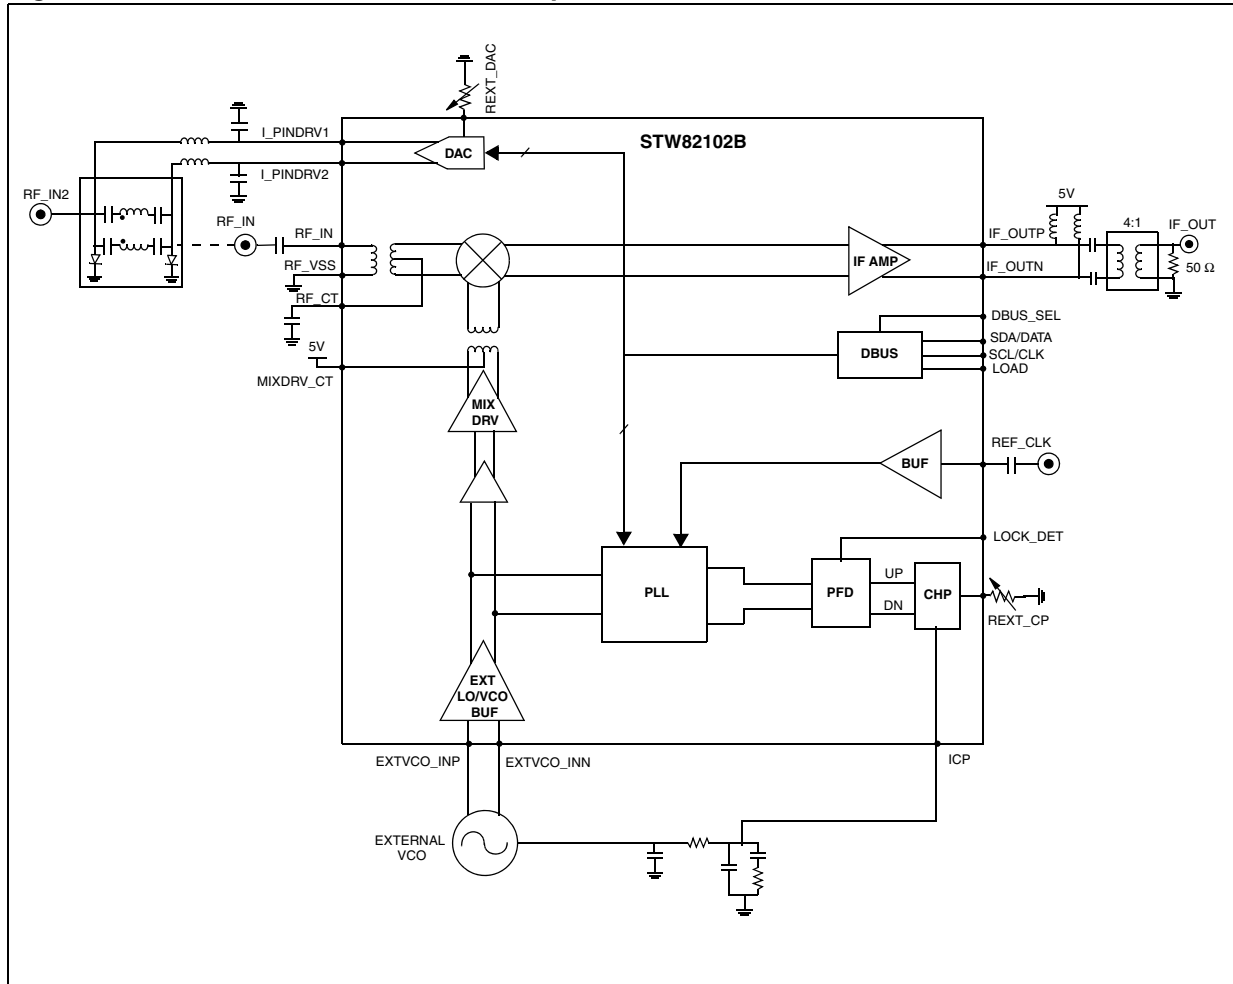 REXT_DAC
I_PINDRV1
STW82102B
DAC
I_PINDRV2
RF_IN2
5V
RF_IN
4:1
IF_OUT
RF_IN
IF_OUTP
IF AMP
RF_VSS
IF_OUTN
50 Ω
RF_CT
DBUS_SEL
SDA/DATA
5V
DBUS
SCL/CLK
LOAD
MIXDRV_CT
MIX
DRV
REF_CLK
BUF
LOCK_DET
UP
PLL
PFD
CHP
DN
REXT_CP
EXT
LO/VCO
BUF
EXTVCO_INP
EXTVCO_INN
ICP
EXTERNAL
VCO